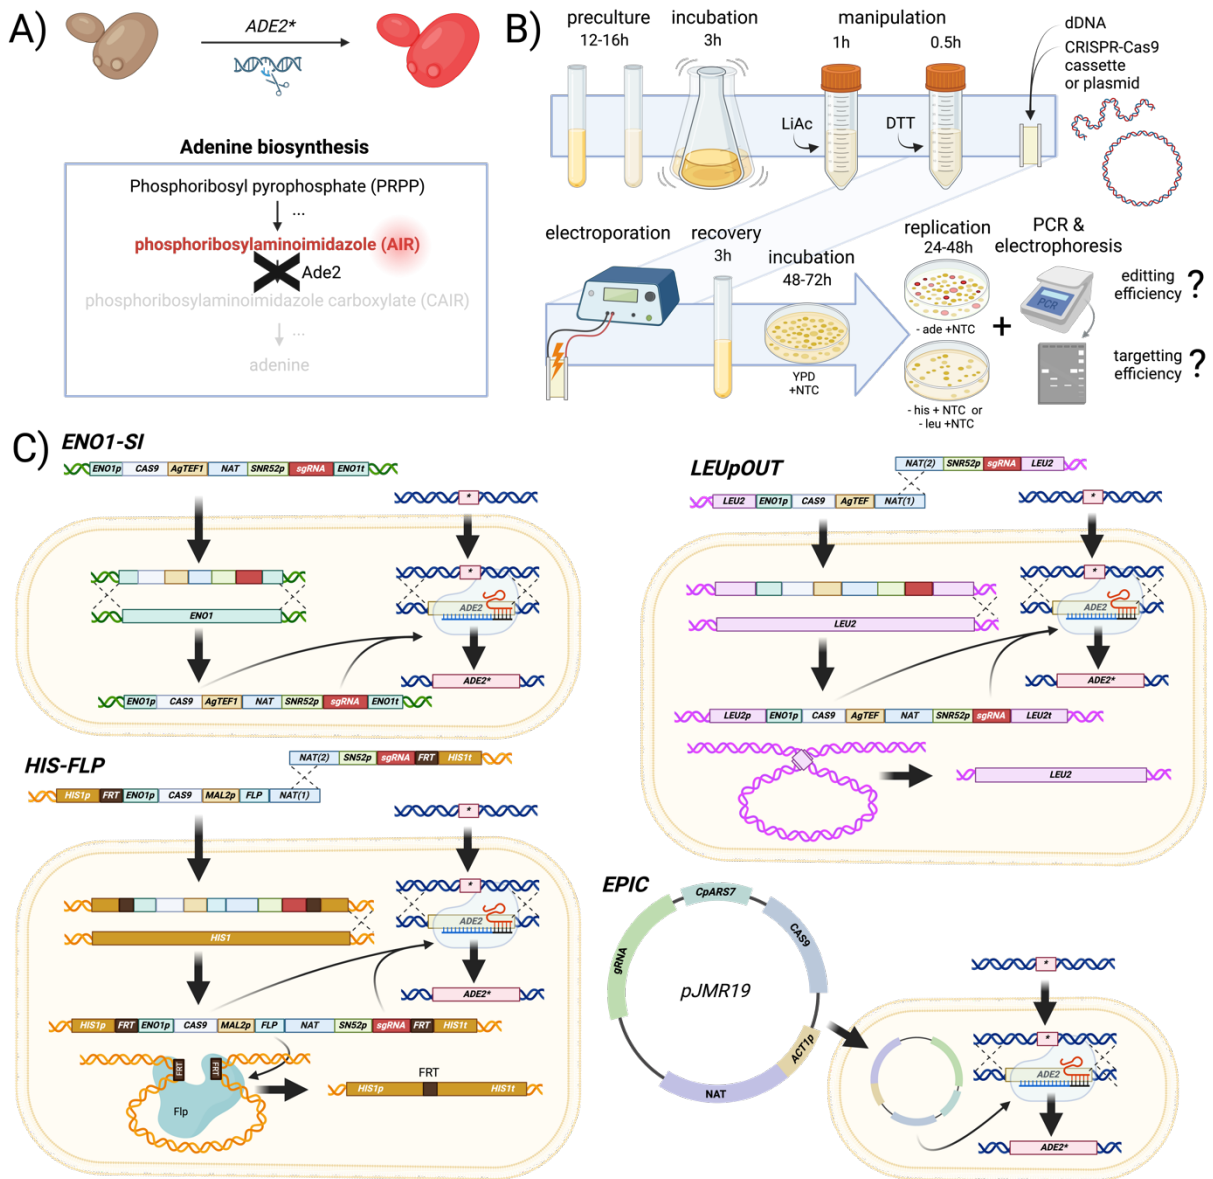 A)
ADE2*
Adenine biosynthesis
Phosphoribosyl pyrophosphate (PRPP)
...
phosphoribosylaminoimidazole (AIR)
Ade2
phosphoribosylaminoimidazole carboxylate (CAIR)
...
adenine
B)
preculture
12-16h
incubation
3h
manipulation
1h
0.5h
LiAc
DTT
dDNA
CRISPR-Cas9
cassette
or plasmid
electroporation
recovery
3h
incubation
48-72h
YPD
+NTC
replication
24-48h
- ade +NTC
- his + NTC or
- leu +NTC
+
PCR &
electrophoresis
PCR
editting
efficiency ?
targetting
efficiency ?
C)
ENO1-SI
ENO1p CAS9 AgTEF1 NAT SNR52p sgRNA ENO1t
*
*
ENO1
ADE2
ADE2*
ENO1p CAS9 AgTEF1 NAT SNR52p sgRNA ENO1t
HIS-FLP
NAT(2) SN52p sgRNA FRT HIS1t
HIS1p FRT ENO1p CAS9 MAL2p FLP NAT(1)
*
*
HIS1
ADE2
ADE2*
HIS1p FRT ENO1p CAS9 MAL2p FLP NAT SN52p sgRNA FRT HIS1t
FRT
FRT
Flp
FRT
HIS1p HIS1t
LEUpOUT
NAT(2) SNR52p sgRNA LEU2
LEU2 ENO1p CAS9 AgTEF NAT(1)
*
*
LEU2
ADE2
ADE2*
LEU2p ENO1p CAS9 AgTEF NAT SNR52p sgRNA LEU2t
LEU2
EPIC
CpARS7
CAS9
gRNA
pJMR19
ACT1p
NAT
*
*
ADE2
ADE2*